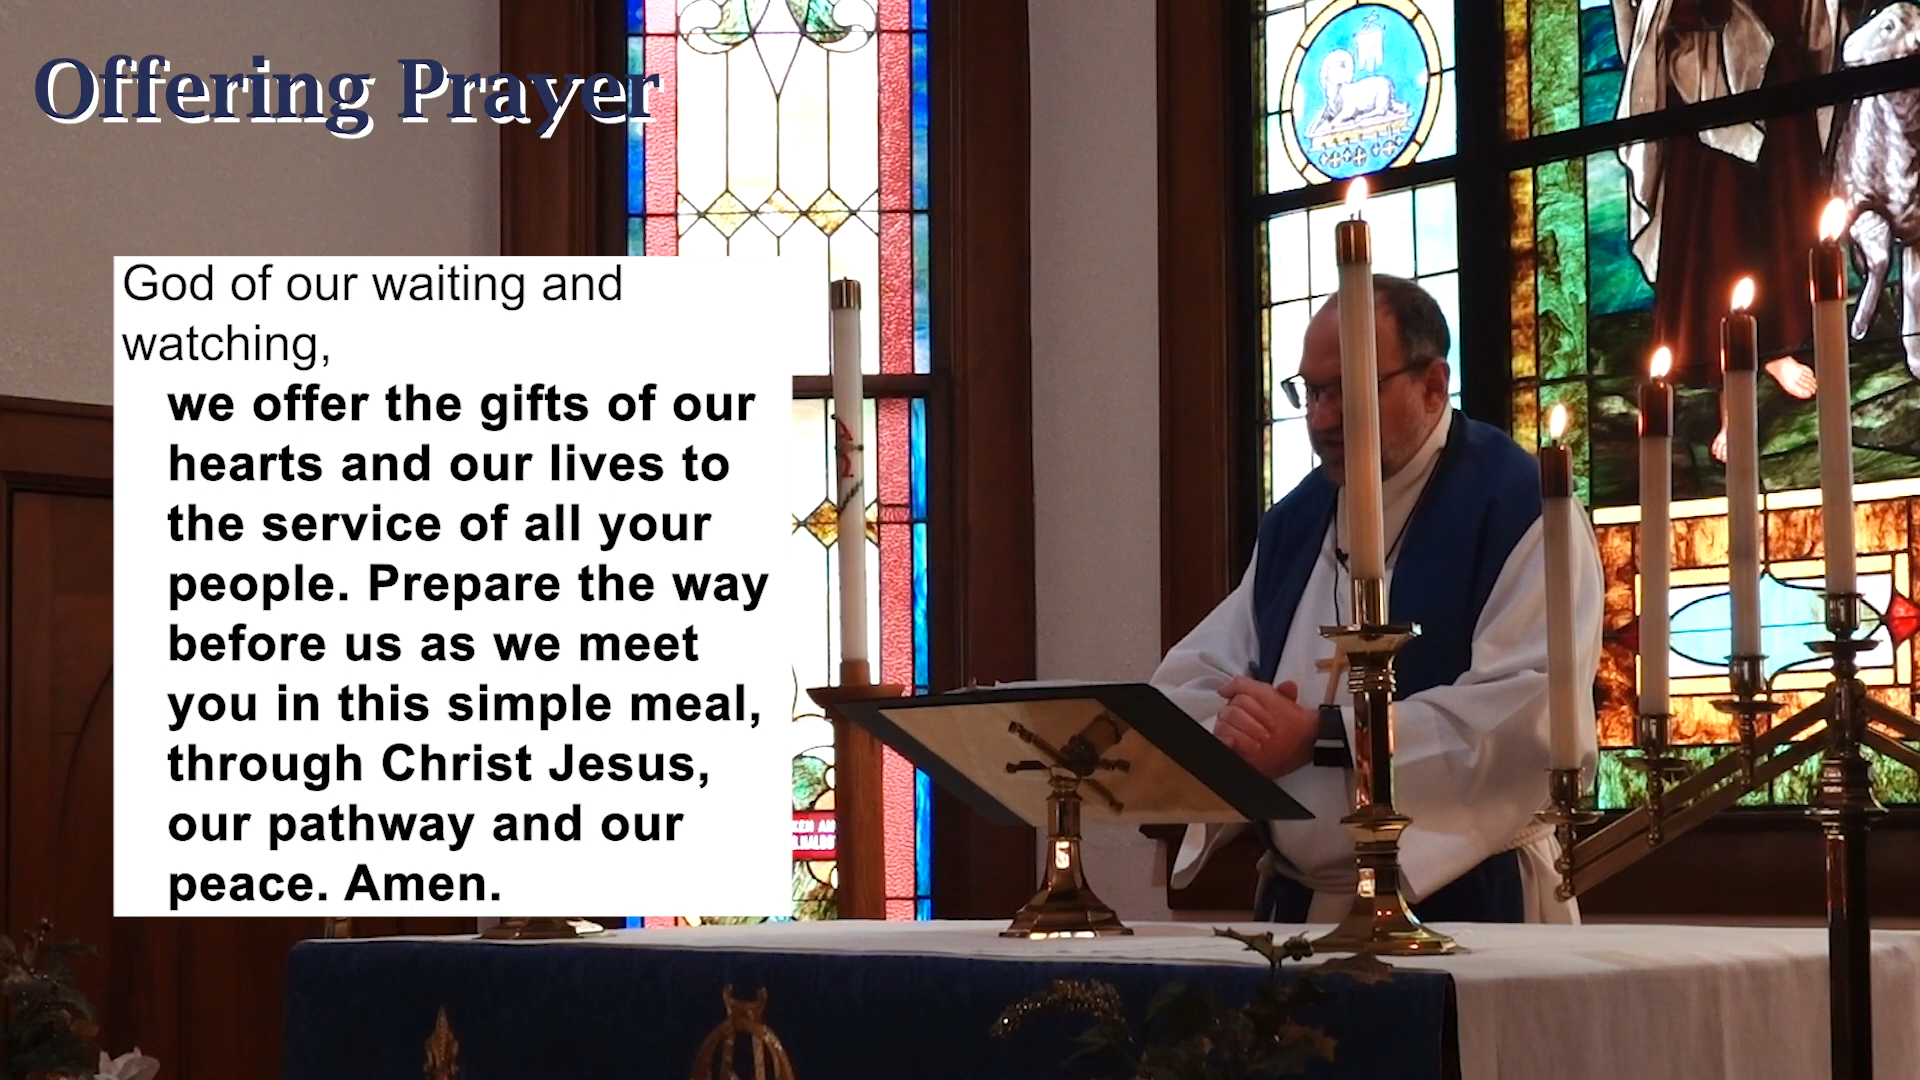 Offering Prayer
God of our waiting and
watching,
we offer the gifts of our
hearts and our lives to
the service of all your
people. Prepare the way
before us as we meet
you in this simple meal,
through Christ Jesus,
our pathway and our
peace. Amen.